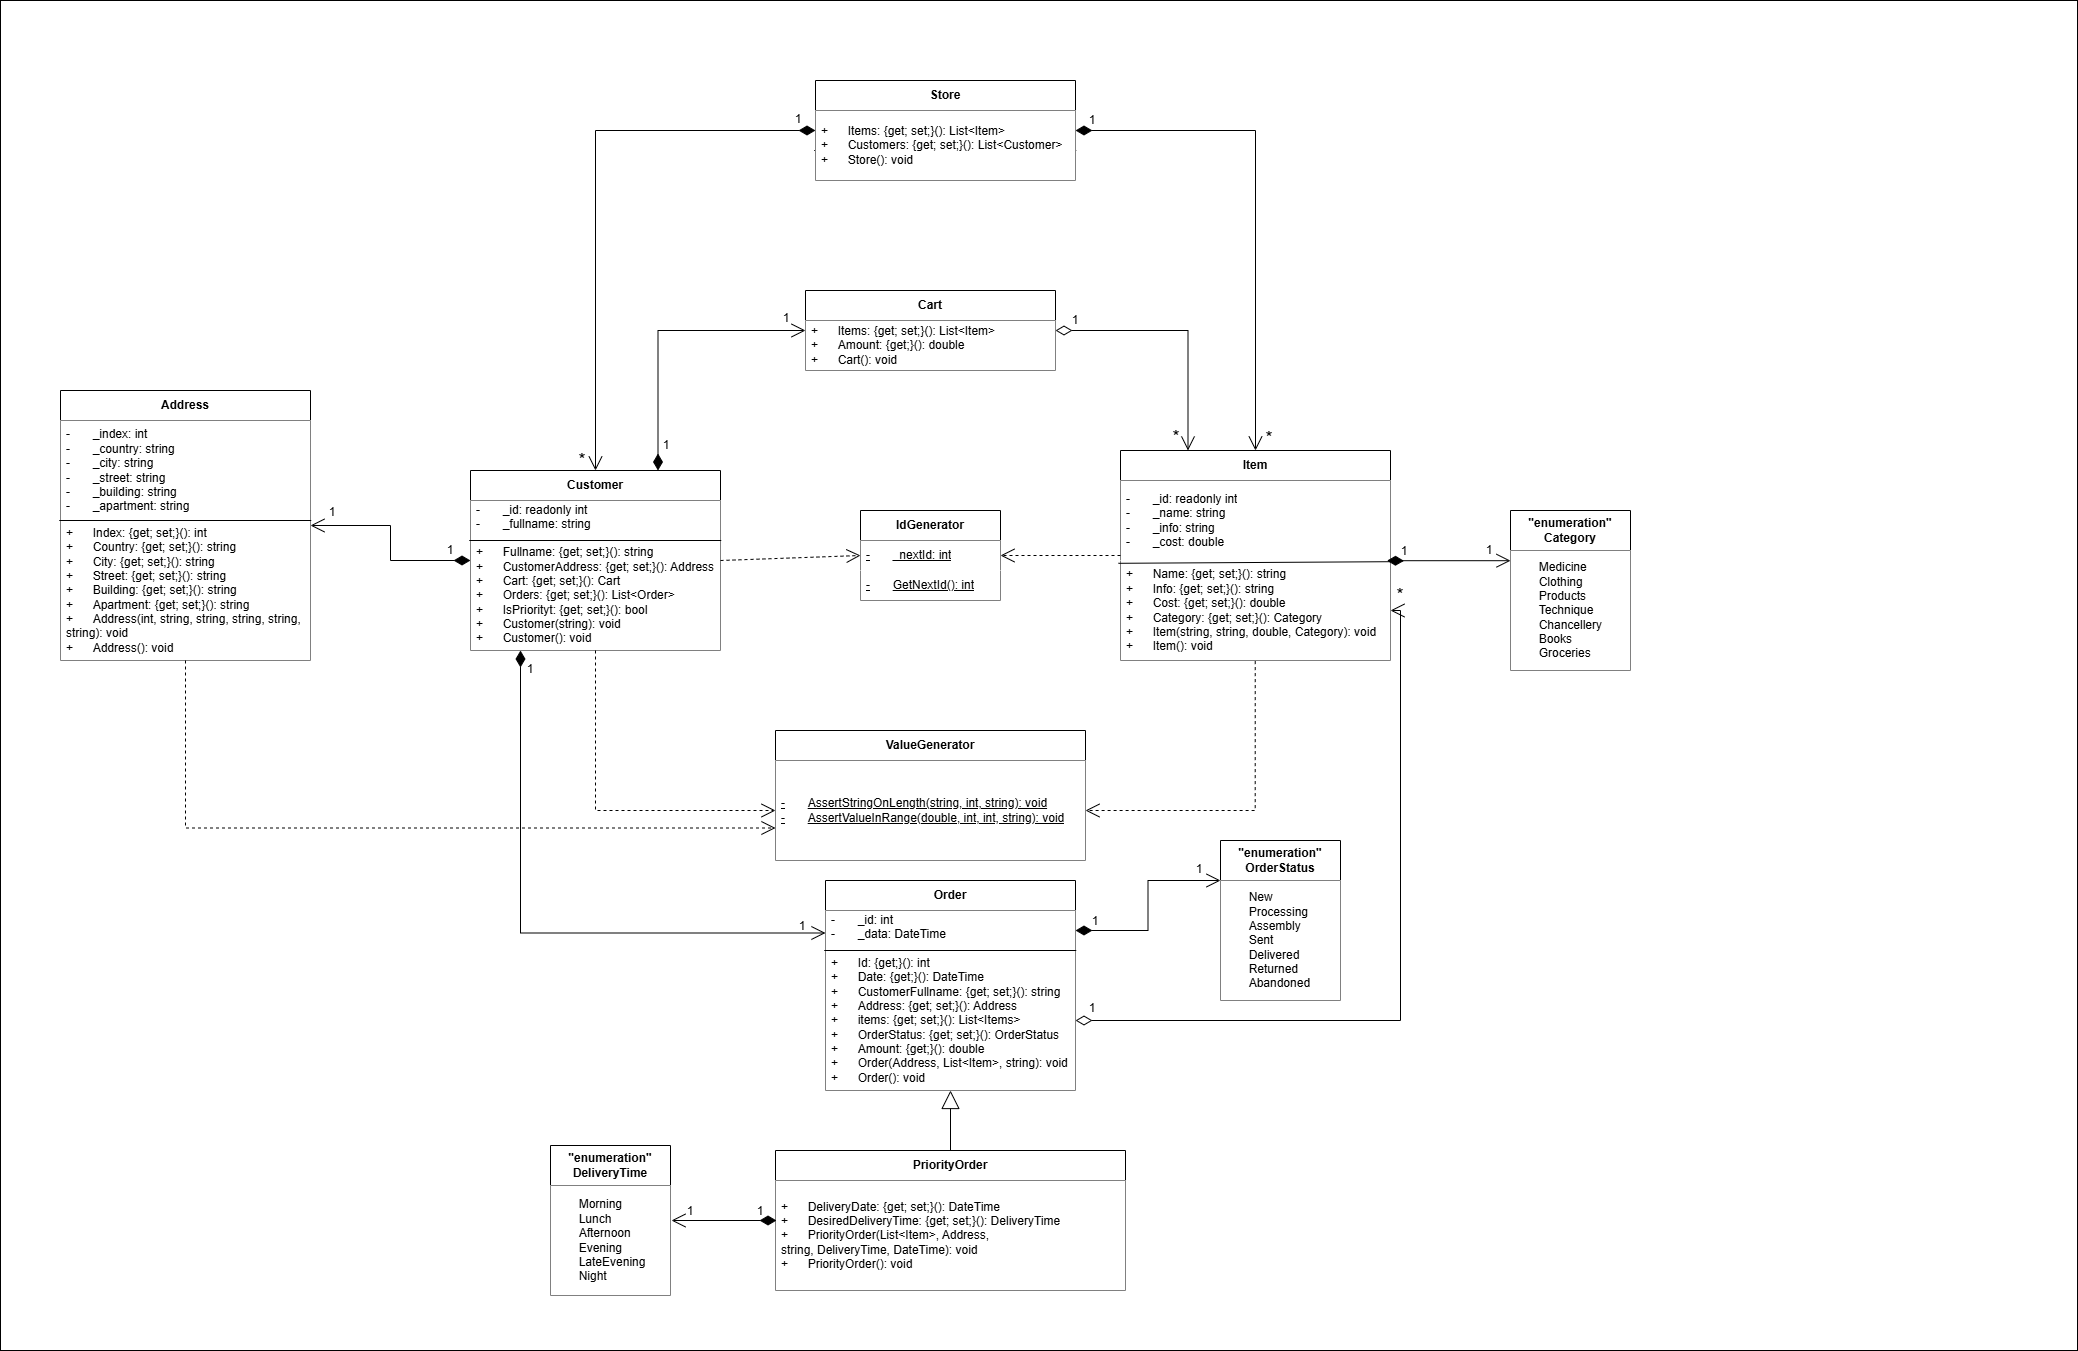 Store
1
1
+ Items: {get; set;}(): List<Item>
+ Customers: {get; set;}(): List<Customer>
+ Store(): void
Cart
1
1
+ Items: {get; set;}(): List<Item>
+ Amount: {get;}(): double
+ Cart(): void
Address
- _index: int
- _country: string
- _city: string
- _street: string
- _building: string
- _apartment: string
+ Index: {get; set;}(): int
+ Country: {get; set;}(): string
+ City: {get; set;}(): string
+ Street: {get; set;}(): string
+ Building: {get; set;}(): string
+ Apartment: {get; set;}(): string
+ Address(int, string, string, string, string,
string): void
+ Address(): void
1
1
*
1
Customer
- _id: readonly int
- _fullname: string
+ Fullname: {get; set;}(): string
+ CustomerAddress: {get; set;}(): Address
+ Cart: {get; set;}(): Cart
+ Orders: {get; set;}(): List<Order>
+ IsPriorityt: {get; set;}(): bool
+ Customer(string): void
+ Customer(): void
1
IdGenerator
- _nextId: int
- GetNextId(): int
*
*
Item
- _id: readonly int
- _name: string
- _info: string
- _cost: double
+ Name: {get; set;}(): string
+ Info: {get; set;}(): string
+ Cost: {get; set;}(): double
+ Category: {get; set;}(): Category
+ Item(string, string, double, Category): void
+ Item(): void
1
1
*
"enumeration"
Category
Medicine
Clothing
Products
Technique
Chancellery
Books
Groceries
ValueGenerator
- AssertStringOnLength(string, int, string): void
- AssertValueInRange(double, int, int, string): void
Order
1
- _id: int
- _data: DateTime
+ Id: {get;}(): int
+ Date: {get;}(): DateTime
+ CustomerFullname: {get; set;}(): string
+ Address: {get; set;}(): Address
+ items: {get; set;}(): List<Items>
+ OrderStatus: {get; set;}(): OrderStatus
+ Amount: {get;}(): double
+ Order(Address, List<Item>, string): void
+ Order(): void
1
1
1
"enumeration"
OrderStatus
New
Processing
Assembly
Sent
Delivered
Returned
Abandoned
"enumeration"
DeliveryTime
Morning
Lunch
Afternoon
Evening
LateEvening
Night
1
1
PriorityOrder
+ DeliveryDate: {get; set;}(): DateTime
+ DesiredDeliveryTime: {get; set;}(): DeliveryTime
+ PriorityOrder(List<Item>, Address,
string, DeliveryTime, DateTime): void
+ PriorityOrder(): void